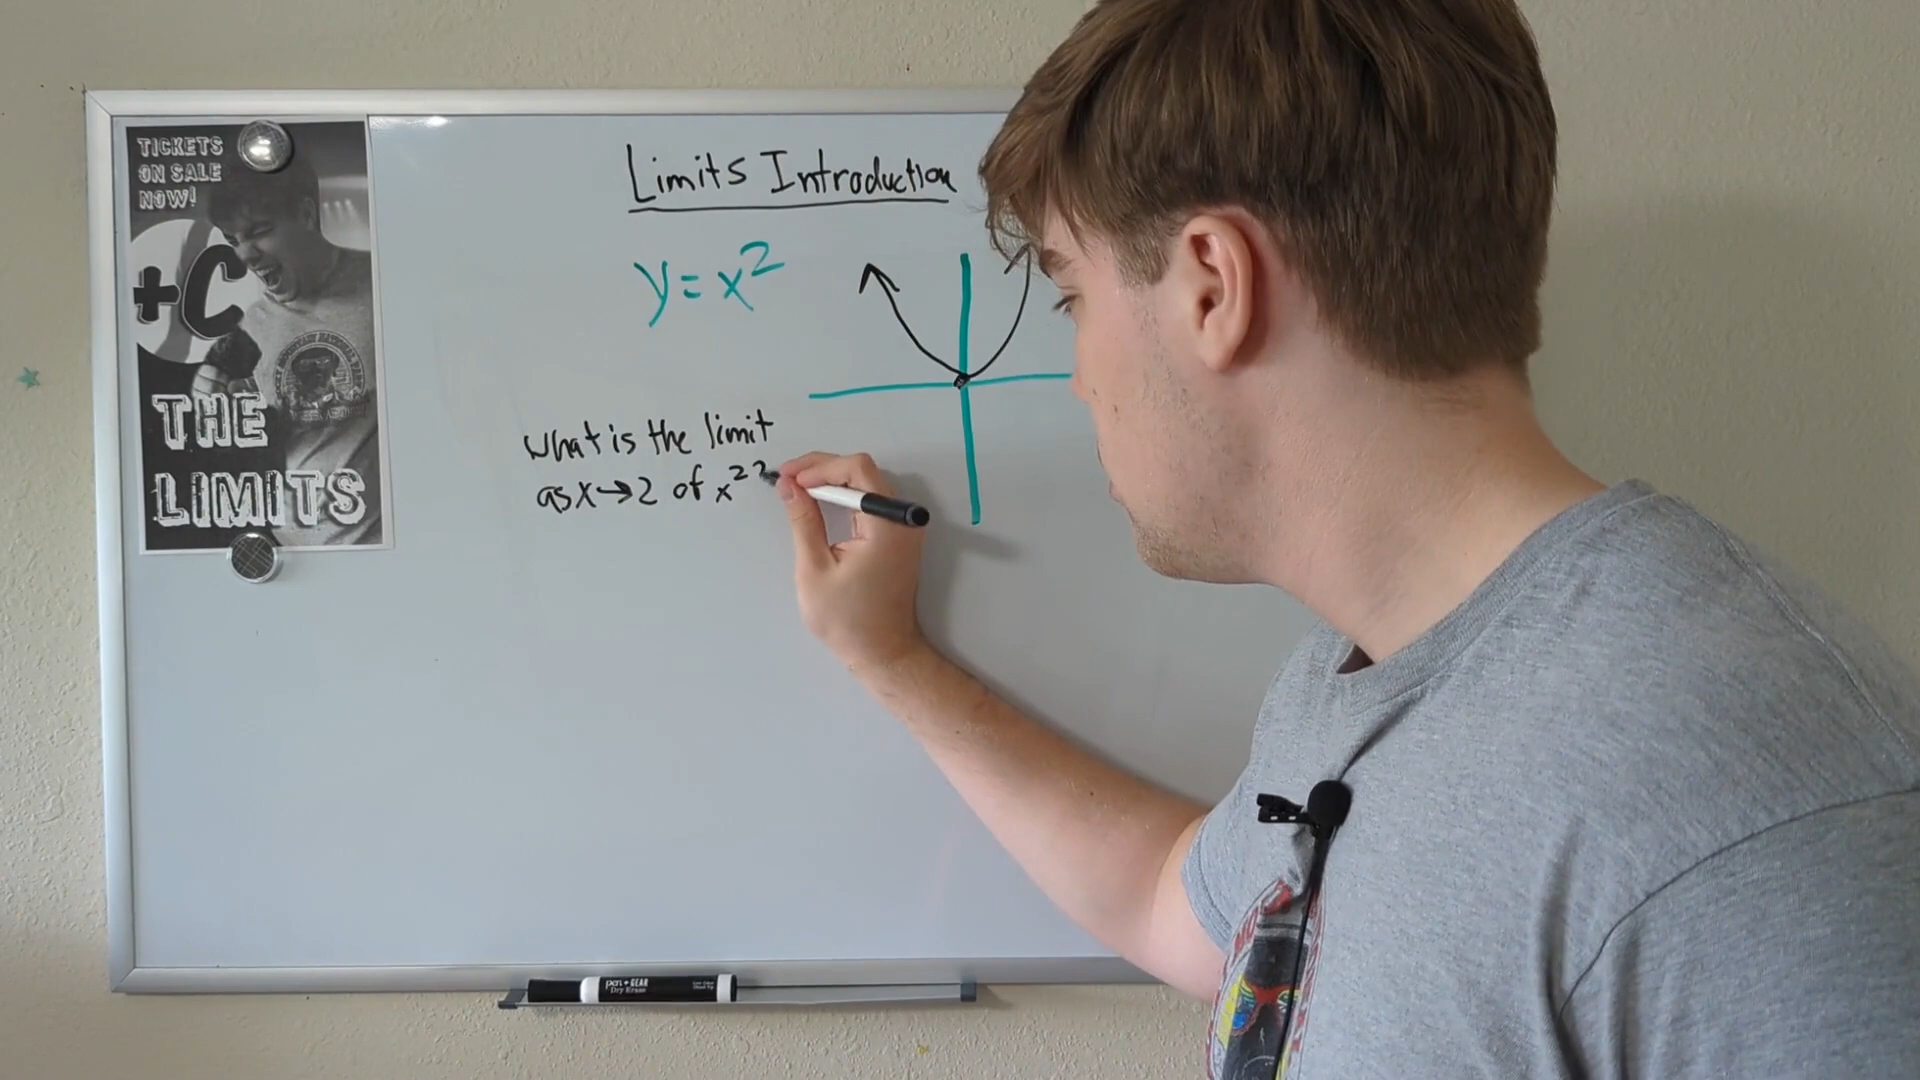 TICKETS
ON SALE
NOW!
+C
THE
LIMITS
Limits Introduction
y = x²
What is the limit
as x→2 of x²?
pen+GEAR
Dry Erase